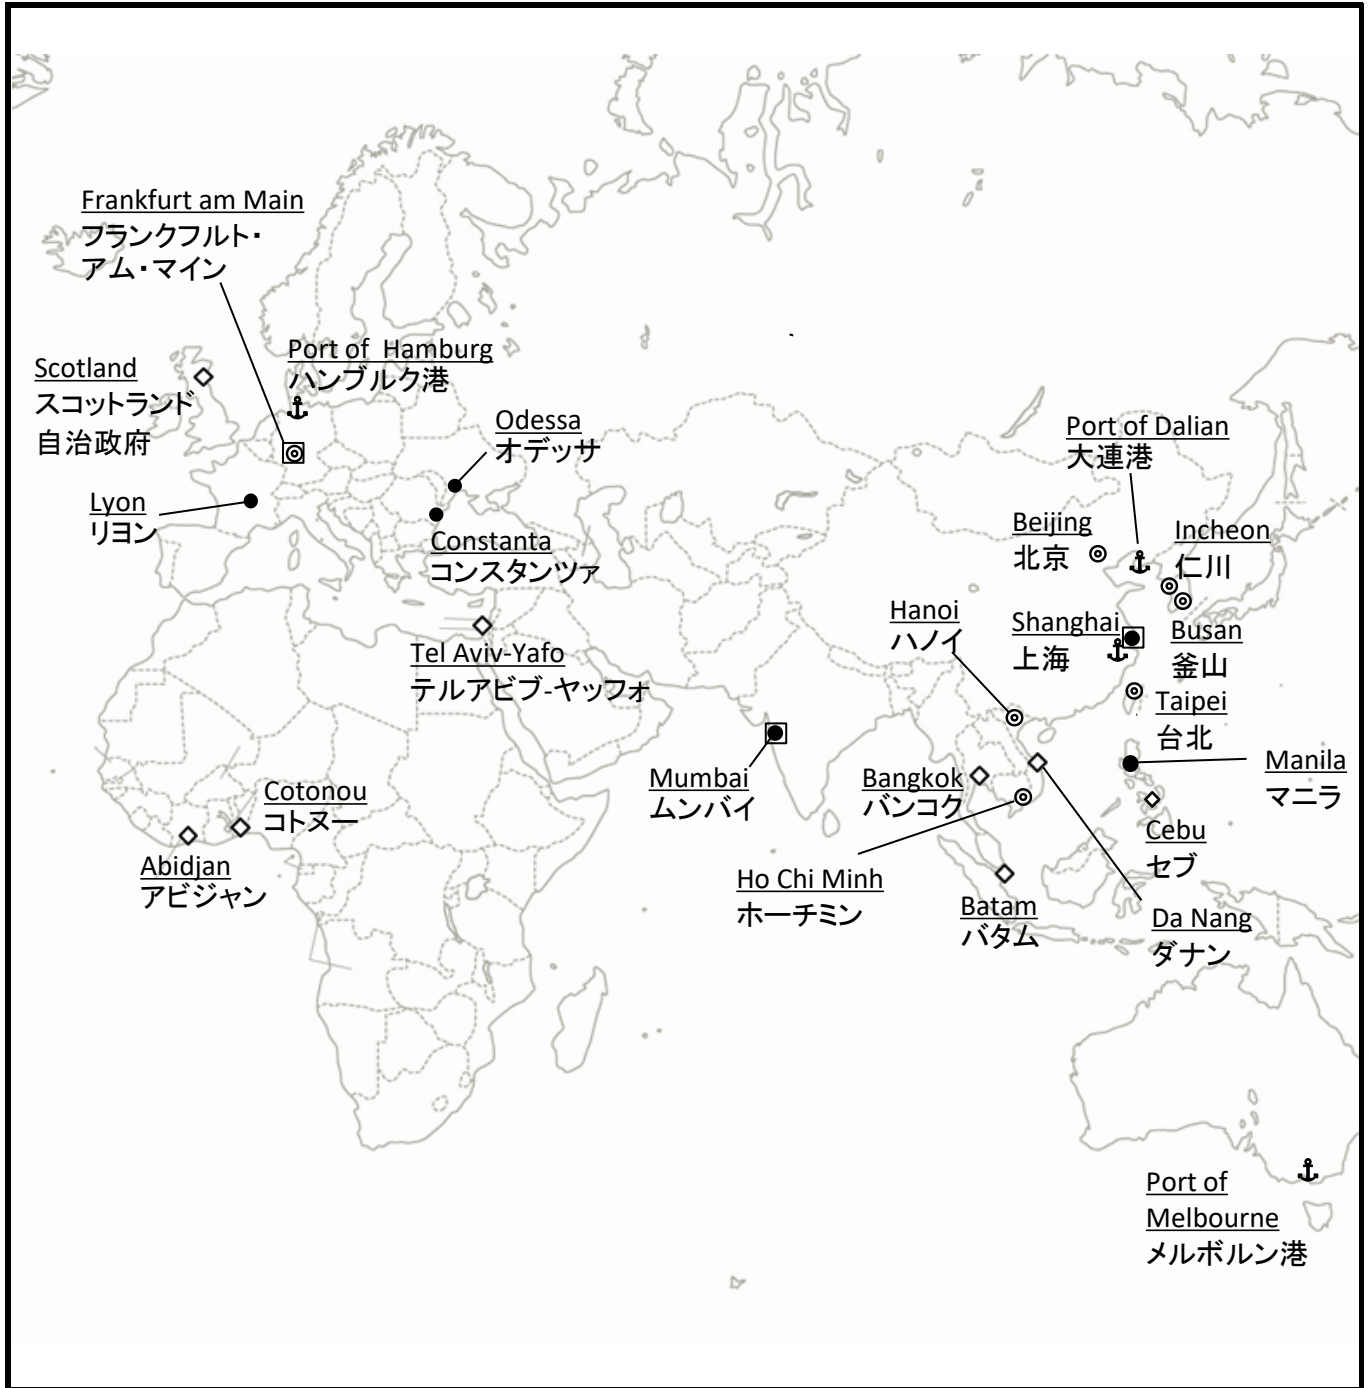 Frankfurt am Main
フランクフルト・
アム・マイン
Port of Hamburg
ハンブルク港
Scotland
スコットランド
自治政府
Odessa
オデッサ
Port of Dalian
大連港
Lyon
リヨン
Constanta
コンスタンツァ
Beijing
北京
Incheon
仁川
Hanoi
ハノイ
Shanghai
上海
Busan
釜山
Tel Aviv-Yafo
テルアビブ-ヤッフォ
Taipei
台北
Manila
マニラ
Mumbai
ムンバイ
Bangkok
バンコク
Cotonou
コトヌー
Cebu
セブ
Abidjan
アビジャン
Ho Chi Minh
ホーチミン
Batam
バタム
Da Nang
ダナン
Port of
Melbourne
メルボルン港